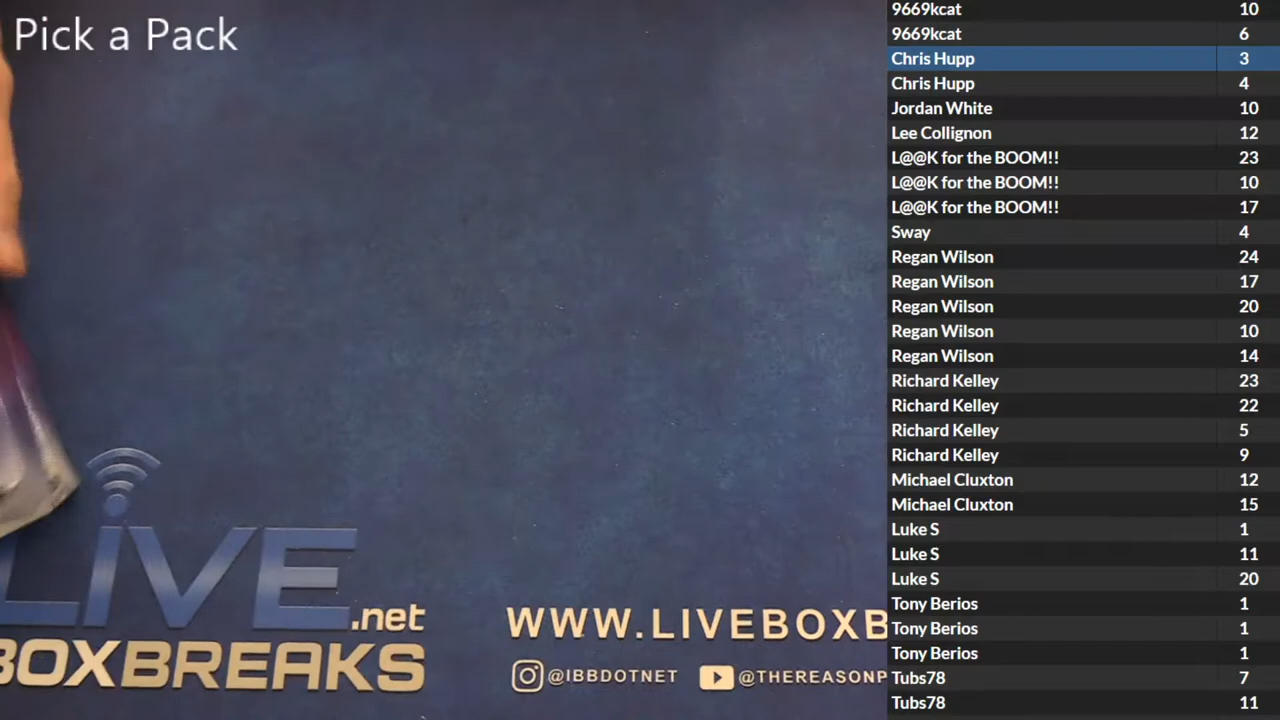 Pick a Pack
9669kcat 10
9669kcat 6
Chris Hupp 3
Chris Hupp 4
Jordan White 10
Lee Collignon 12
L@@K for the BOOM!! 23
L@@K for the BOOM!! 10
L@@K for the BOOM!! 17
Sway 4
Regan Wilson 24
Regan Wilson 17
Regan Wilson 20
Regan Wilson 10
Regan Wilson 14
Richard Kelley 23
Richard Kelley 22
Richard Kelley 5
Richard Kelley 9
Michael Cluxton 12
Michael Cluxton 15
Luke S 1
Luke S 11
Luke S 20
Tony Berios 1
Tony Berios 1
Tony Berios 1
Tubs78 7
Tubs78 11
LIVE.net
BOXBREAKS
WWW.LIVEBOXB
@IBBDOTNET @THEREASONP